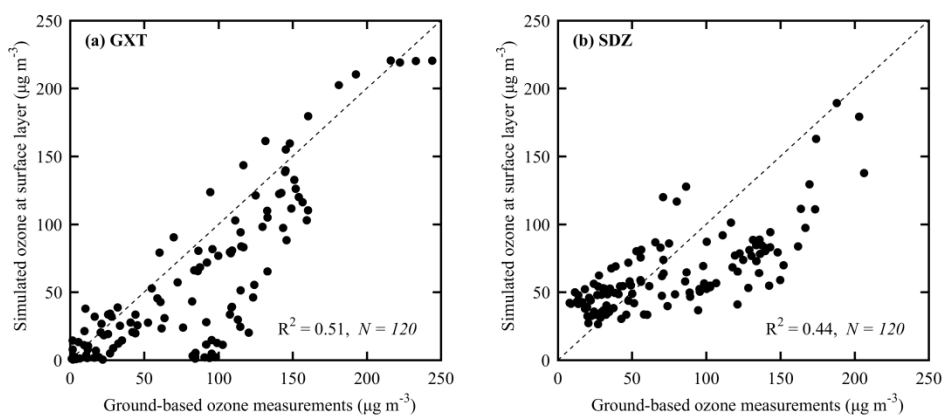 (a) GXT
Simulated ozone at surface layer (μg m⁻³)
250
200
150
100
50
0
R² = 0.51, N = 120
0 50 100 150 200 250
Ground-based ozone measurements (μg m⁻³)
(b) SDZ
Simulated ozone at surface layer (μg m⁻³)
250
200
150
100
50
0
R² = 0.44, N = 120
0 50 100 150 200 250
Ground-based ozone measurements (μg m⁻³)